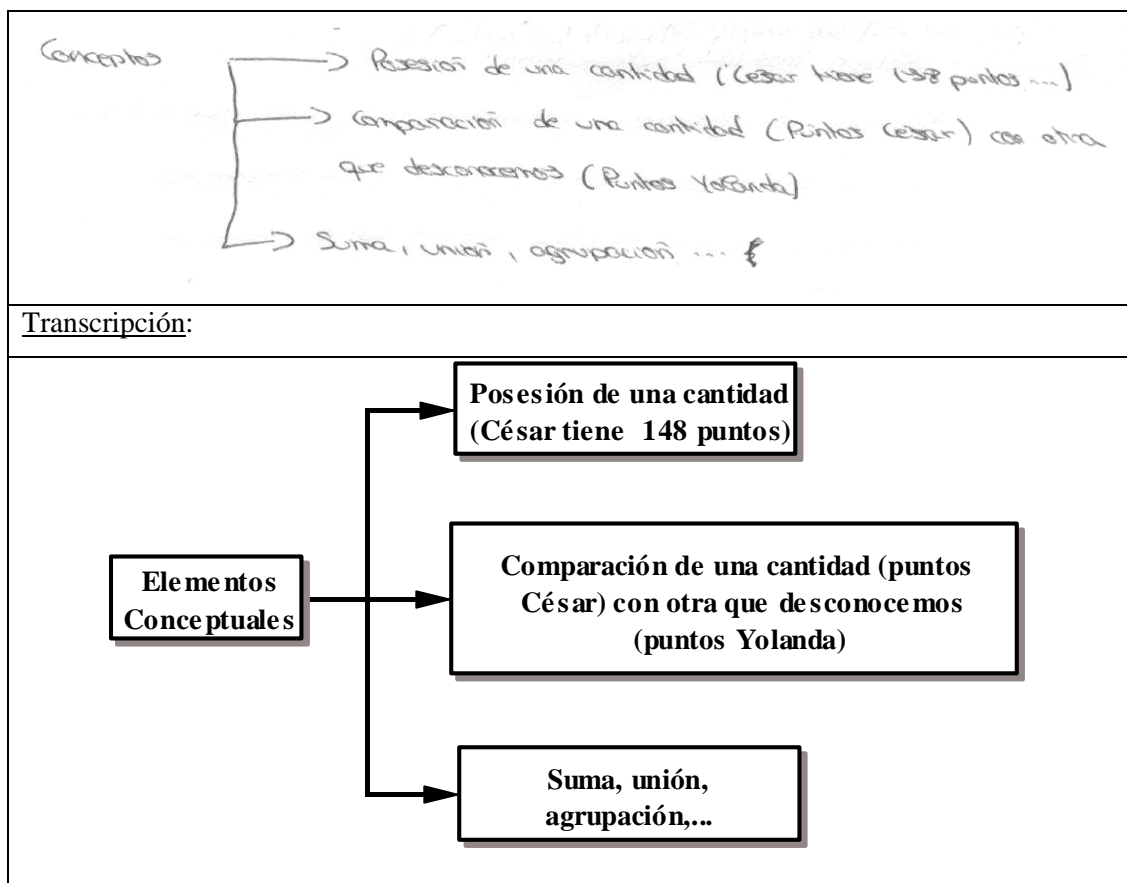 Conceptos
Posesión de una cantidad (César tiene 138 puntos ...)
Comparación de una cantidad (Puntos César) con otra
que desconocemos (Puntos Yolanda)
Suma, unión, agrupación ...
Transcripción:
Posesión de una cantidad
(César tiene 148 puntos)
Elementos
Conceptuales
Comparación de una cantidad (puntos
César) con otra que desconocemos
(puntos Yolanda)
Suma, unión,
agrupación,...